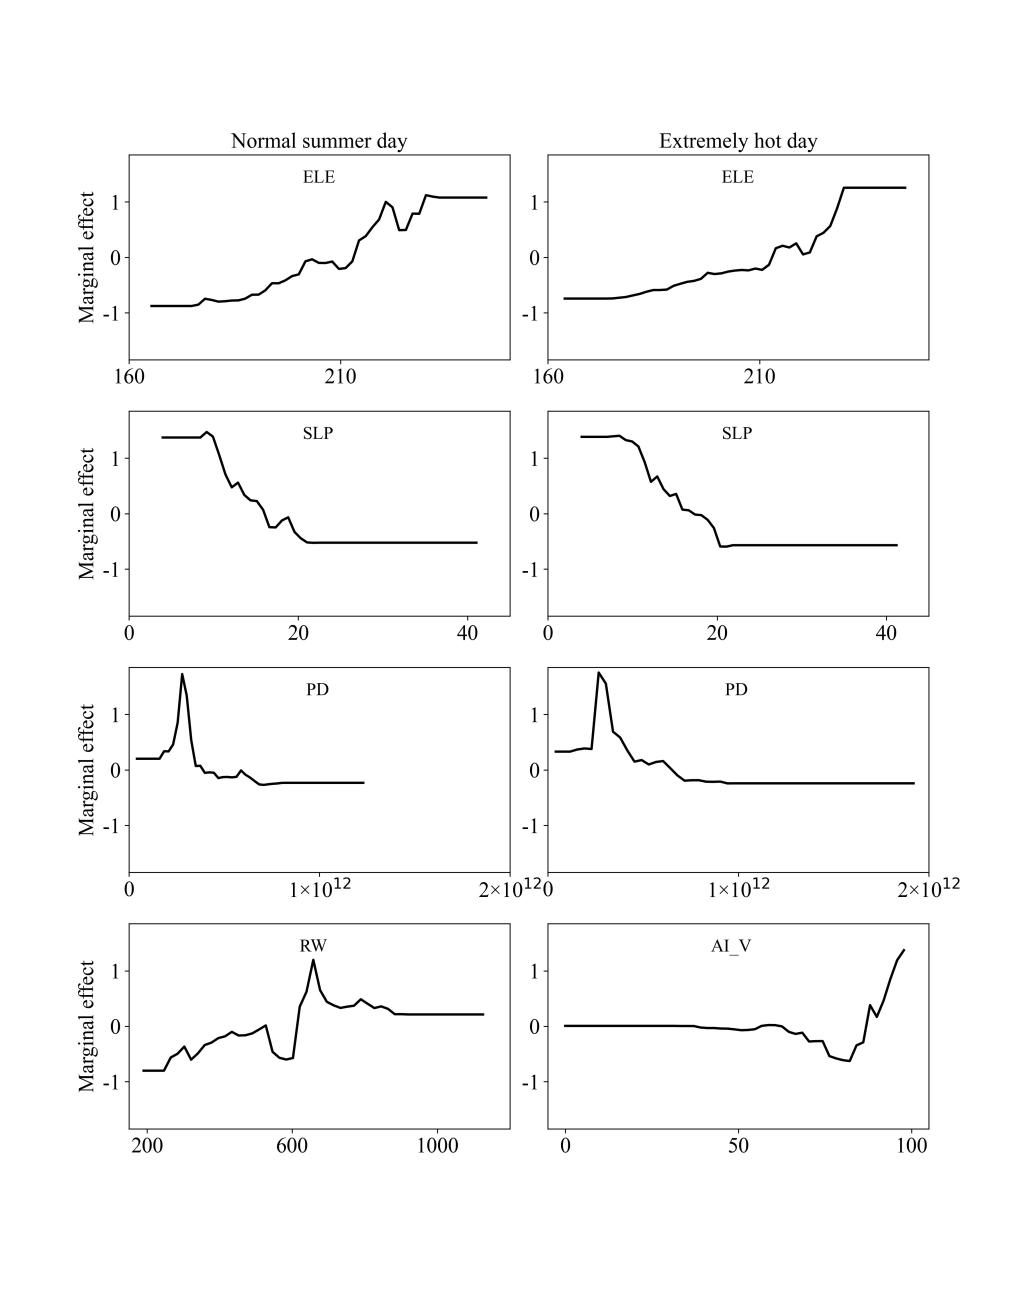 Normal summer day Extremely hot day
ELE ELE
Marginal effect
1 1
0 0
-1 -1
160 210 160 210
SLP SLP
Marginal effect
1 1
0 0
-1 -1
0 20 40 0 20 40
PD PD
Marginal effect
1 1
0 0
-1 -1
0 1×10¹² 2×10¹² 0 1×10¹² 2×10¹²
RW AI_V
Marginal effect
1 1
0 0
-1 -1
200 600 1000 0 50 100